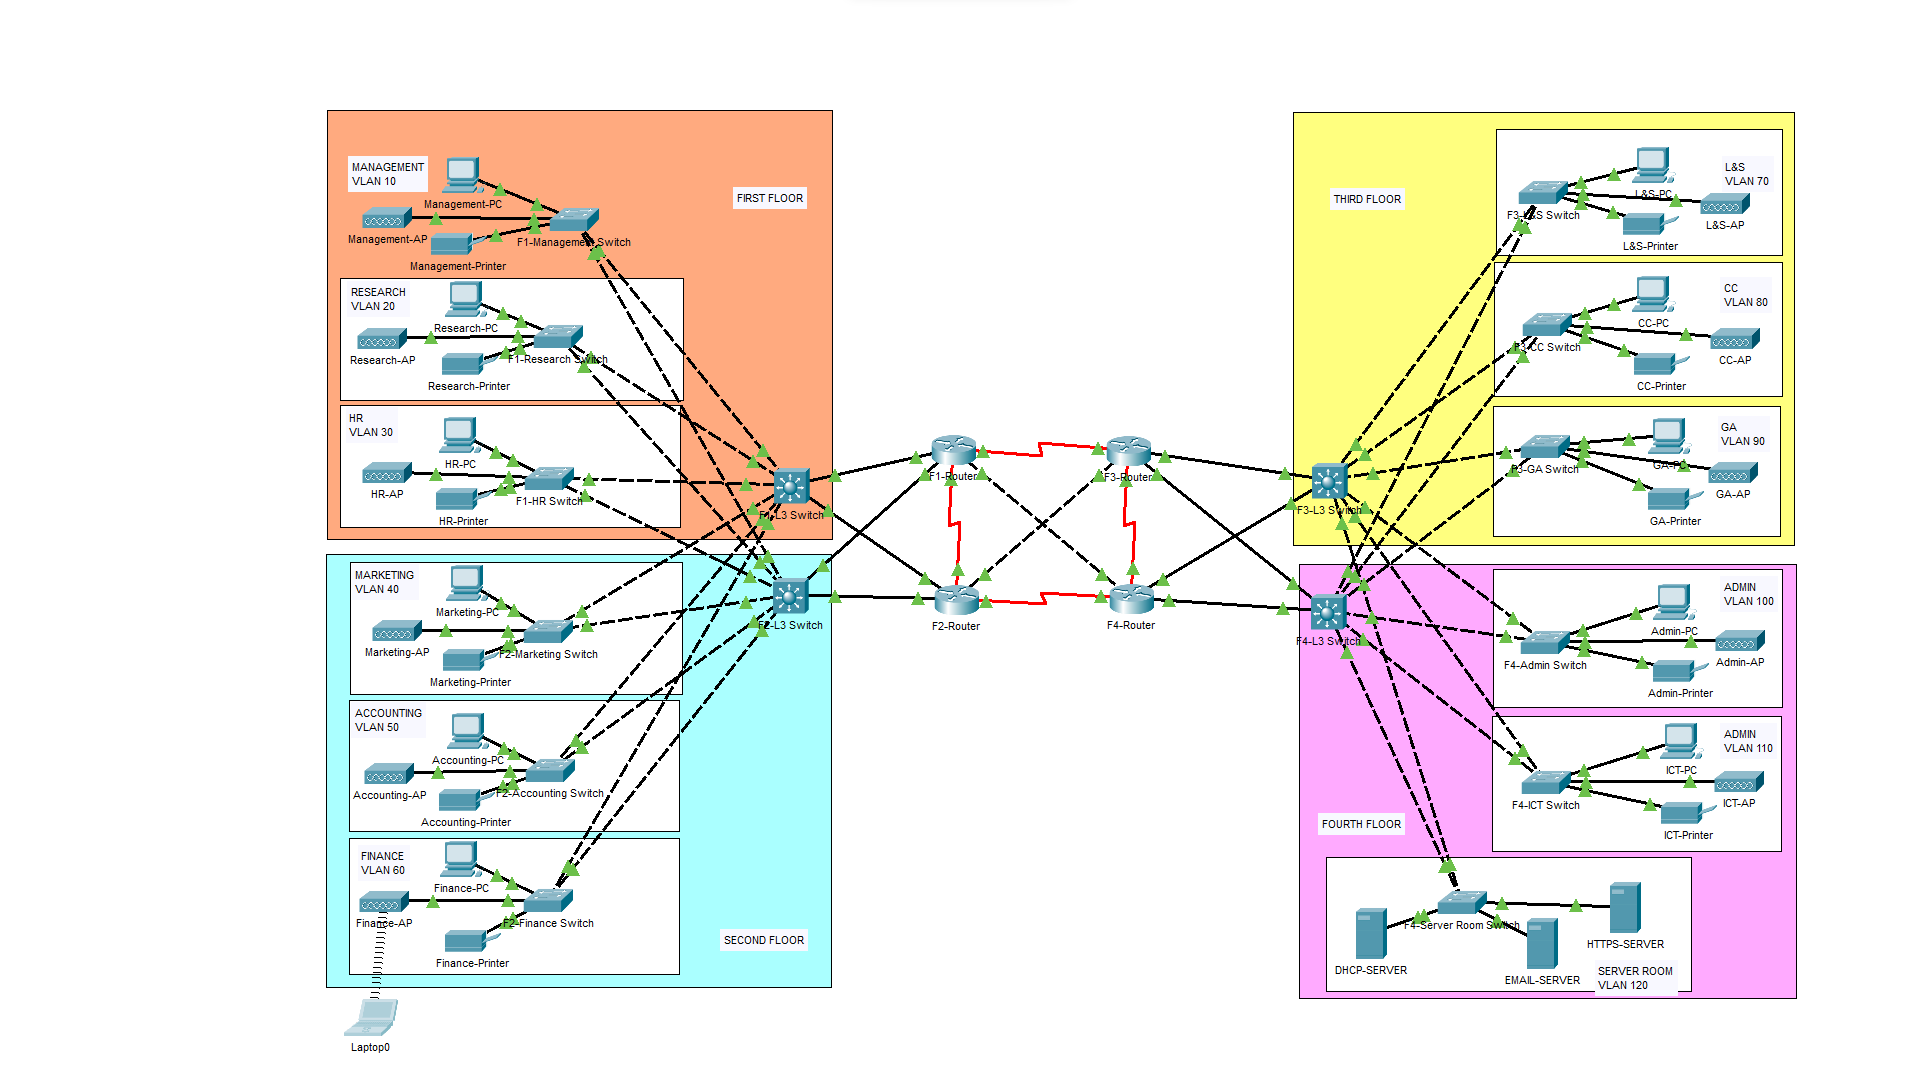 MANAGEMENT
VLAN 10
Management-PC
Management-AP
F1-Management Switch
Management-Printer
FIRST FLOOR
RESEARCH
VLAN 20
Research-PC
Research-AP
F1-Research Switch
Research-Printer
HR
VLAN 30
HR-PC
HR-AP
F1-HR Switch
HR-Printer
F1-L3 Switch
MARKETING
VLAN 40
Marketing-PC
Marketing-AP
F2-Marketing Switch
Marketing-Printer
F2-L3 Switch
ACCOUNTING
VLAN 50
Accounting-PC
Accounting-AP
F2-Accounting Switch
Accounting-Printer
FINANCE
VLAN 60
Finance-PC
Finance-AP
F2-Finance Switch
Finance-Printer
SECOND FLOOR
Laptop0
F1-Router
F3-Router
F2-Router
F4-Router
THIRD FLOOR
L&S
VLAN 70
L&S-PC
F3-L&S Switch
L&S-AP
L&S-Printer
CC
VLAN 80
CC-PC
F3-CC Switch
CC-AP
CC-Printer
GA
VLAN 90
GA-PC
F3-GA Switch
GA-AP
GA-Printer
F3-L3 Switch
F4-L3 Switch
ADMIN
VLAN 100
Admin-PC
F4-Admin Switch
Admin-AP
Admin-Printer
ADMIN
VLAN 110
ICT-PC
F4-ICT Switch
ICT-AP
ICT-Printer
FOURTH FLOOR
F4-Server Room Switch
DHCP-SERVER
EMAIL-SERVER
HTTPS-SERVER
SERVER ROOM
VLAN 120